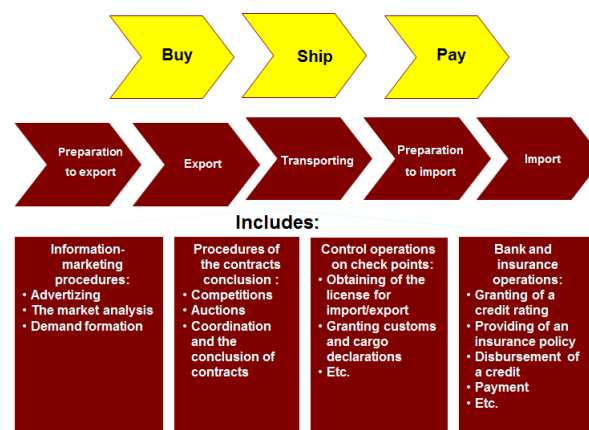 Buy
Ship
Pay
Preparation
to export
Export
Transporting
Preparation
to import
Import
Includes:
Information-
marketing
procedures:
• Advertizing
• The market analysis
• Demand formation
Procedures of
the contracts
conclusion :
• Competitions
• Auctions
• Coordination
and the
conclusion of
contracts
Control operations
on check points:
• Obtaining of the
license for
import/export
• Granting customs
and cargo
declarations
• Etc.
Bank and
insurance
operations:
• Granting of a
credit rating
• Providing of an
insurance policy
• Disbursement of
a credit
• Payment
• Etc.